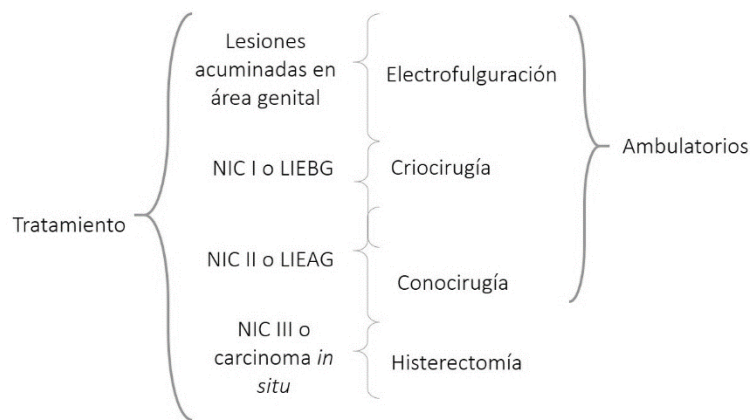 Tratamiento
Lesiones
acuminadas en
área genital
Electrofulguración
NIC I o LIEBG
Criocirugía
NIC II o LIEAG
Conocirugía
NIC III o
carcinoma in
situ
Histerectomía
Ambulatorios